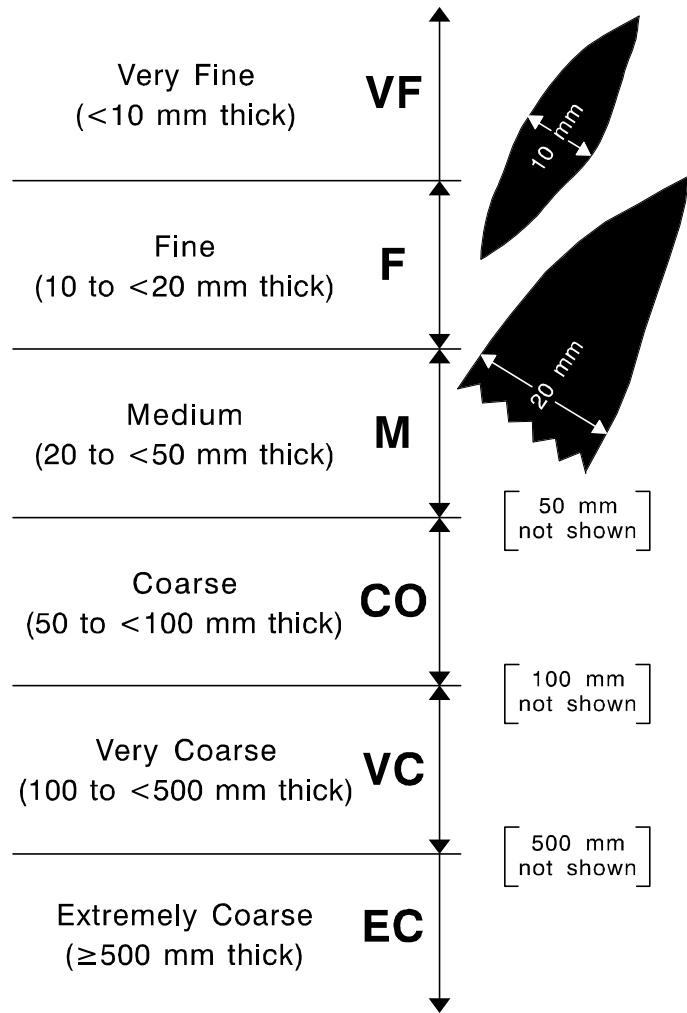 Very Fine
(<10 mm thick)
VF
10 mm
Fine
(10 to <20 mm thick)
F
Medium
(20 to <50 mm thick)
M
20 mm
50 mm
not shown
Coarse
(50 to <100 mm thick)
CO
100 mm
not shown
Very Coarse
(100 to <500 mm thick)
VC
500 mm
not shown
Extremely Coarse
(≥500 mm thick)
EC